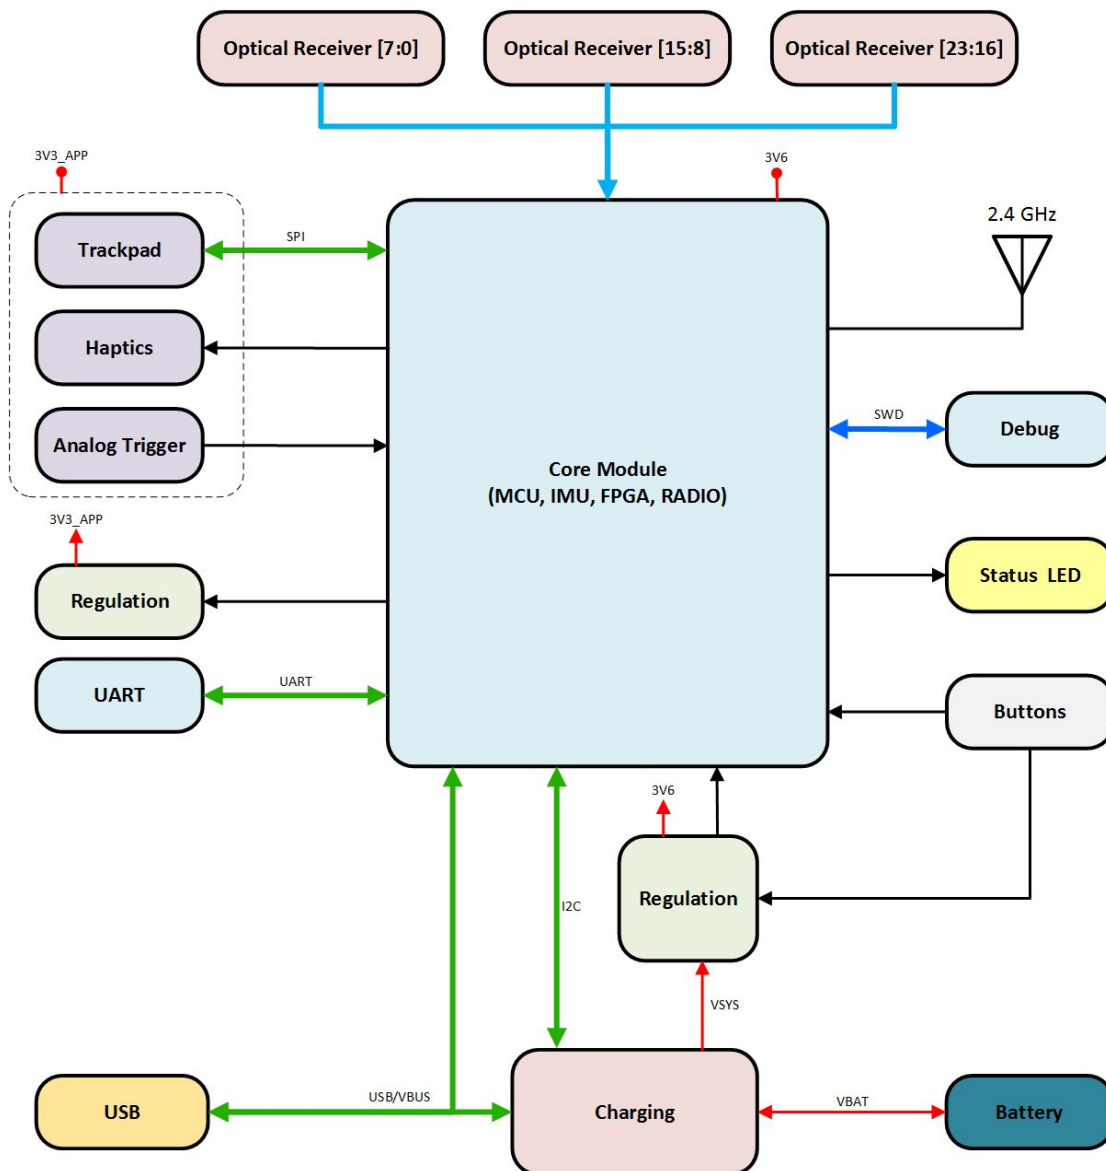 Optical Receiver [7:0]
Optical Receiver [15:8]
Optical Receiver [23:16]
3V3_APP
3V6
2.4 GHz
Trackpad
SPI
Haptics
Analog Trigger
SWD
Debug
Core Module
(MCU, IMU, FPGA, RADIO)
3V3_APP
Regulation
Status LED
UART
UART
Buttons
3V6
Regulation
I2C
VSYS
USB
USB/VBUS
Charging
VBAT
Battery